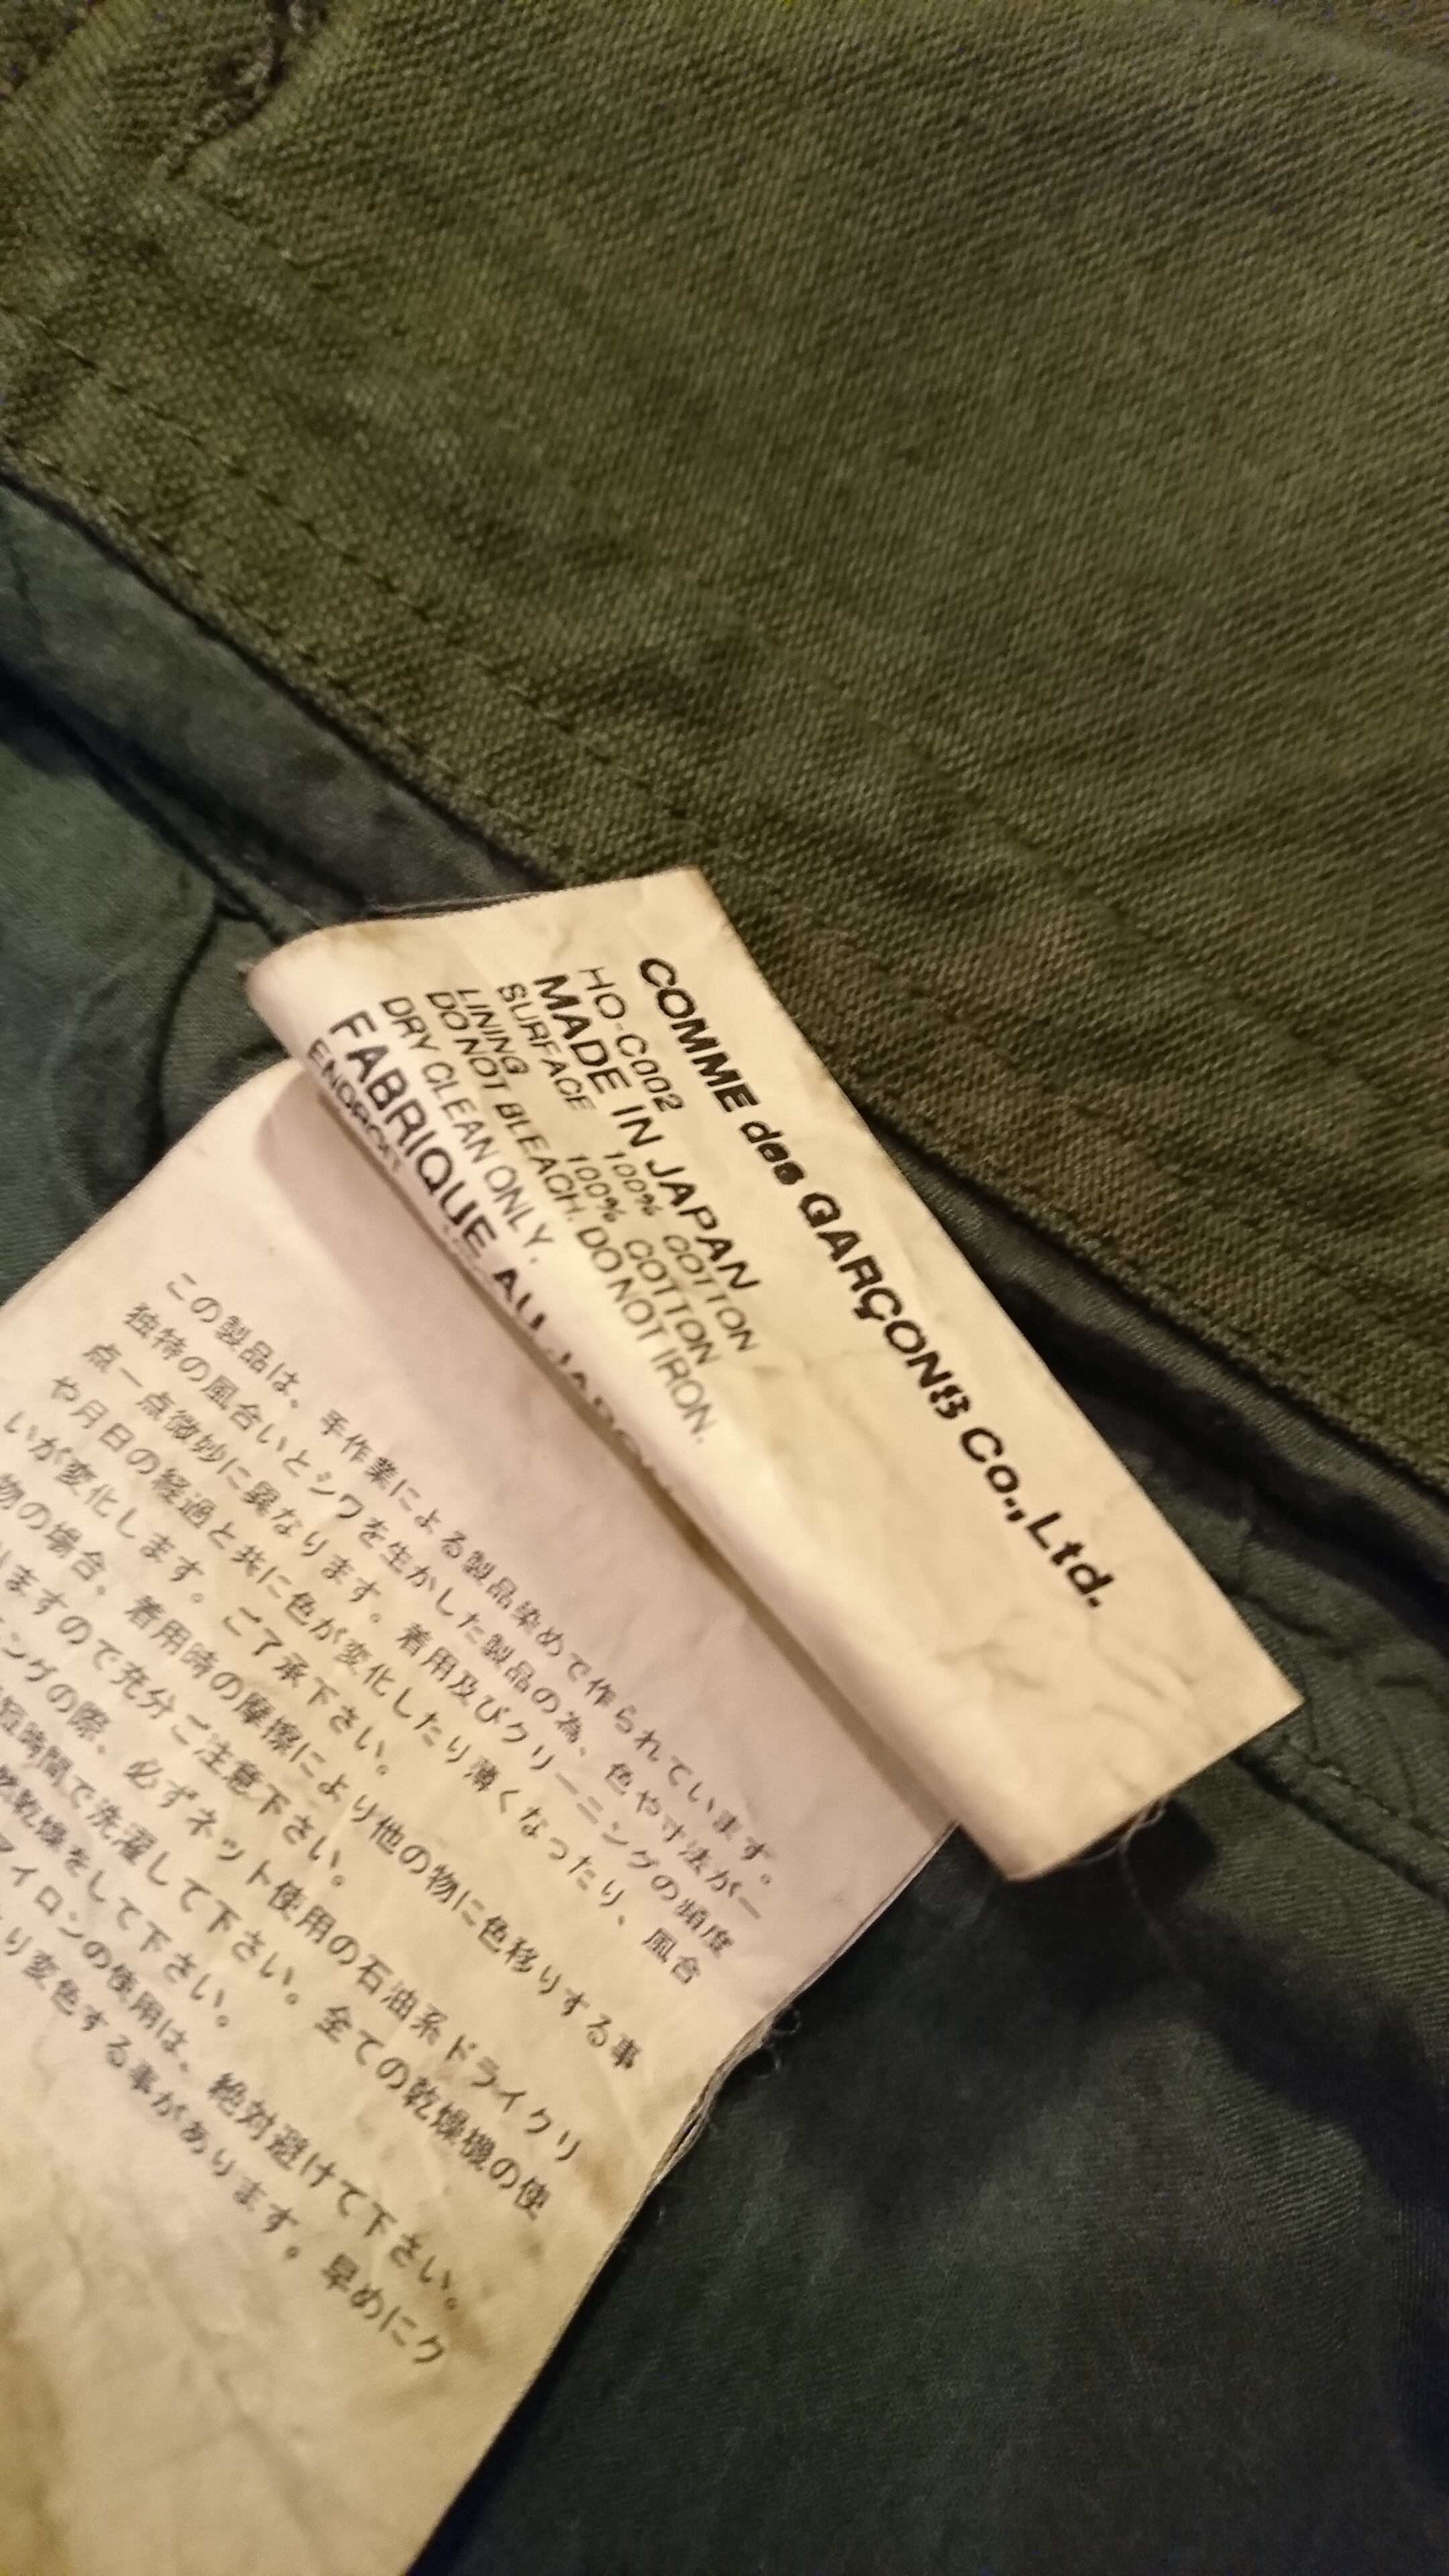 COMME des GARÇONS Co., Ltd.
HO-C002
MADE IN JAPAN
SURFACE 100% COTTON
LINING 100% COTTON
DO NOT BLEACH. DO NOT IRON.
DRY CLEAN ONLY.
FABRIQUE AU JAPON
ENDROIT
この製品は、手作業による製品染めで作られています。
独特の風合いとシワを生かした製品の為、色や寸法が一
点一点微妙に異なります。着用及びクリーニングの頻度
や月日の経過と共に色が変化したり薄くなったり、風合
いが変化します。ご了承下さい。
物の場合、着用時の摩擦により他の物に色移りする事
りますので充分ご注意下さい。
ングの際、必ずネット使用の石油系ドライクリ
短時間で洗濯して下さい。全ての乾燥機の使
然乾燥をして下さい。
アイロンの使用は、絶対避けて下さい。
り変色する事があります。早めにク